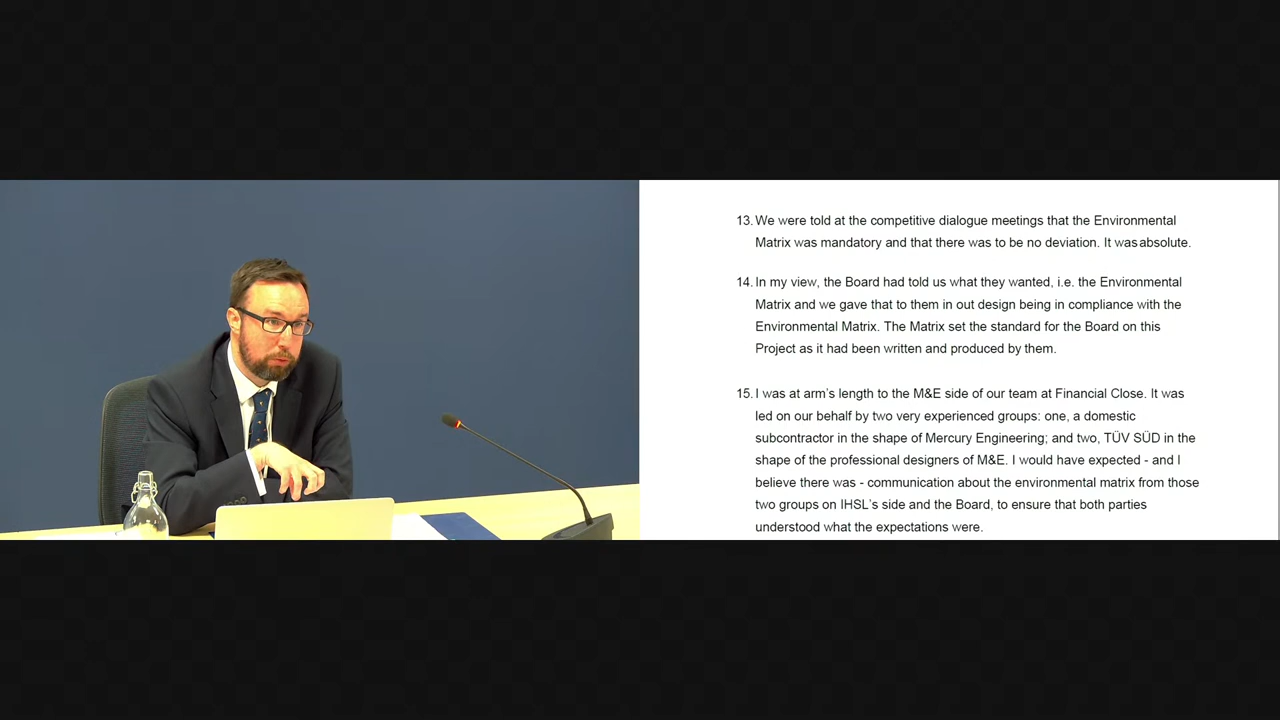 13. We were told at the competitive dialogue meetings that the Environmental
Matrix was mandatory and that there was to be no deviation. It was absolute.
14. In my view, the Board had told us what they wanted, i.e. the Environmental
Matrix and we gave that to them in out design being in compliance with the
Environmental Matrix. The Matrix set the standard for the Board on this
Project as it had been written and produced by them.
15. I was at arm's length to the M&E side of our team at Financial Close. It was
led on our behalf by two very experienced groups: one, a domestic
subcontractor in the shape of Mercury Engineering; and two, TÜV SÜD in the
shape of the professional designers of M&E. I would have expected - and I
believe there was - communication about the environmental matrix from those
two groups on IHSL's side and the Board, to ensure that both parties
understood what the expectations were.